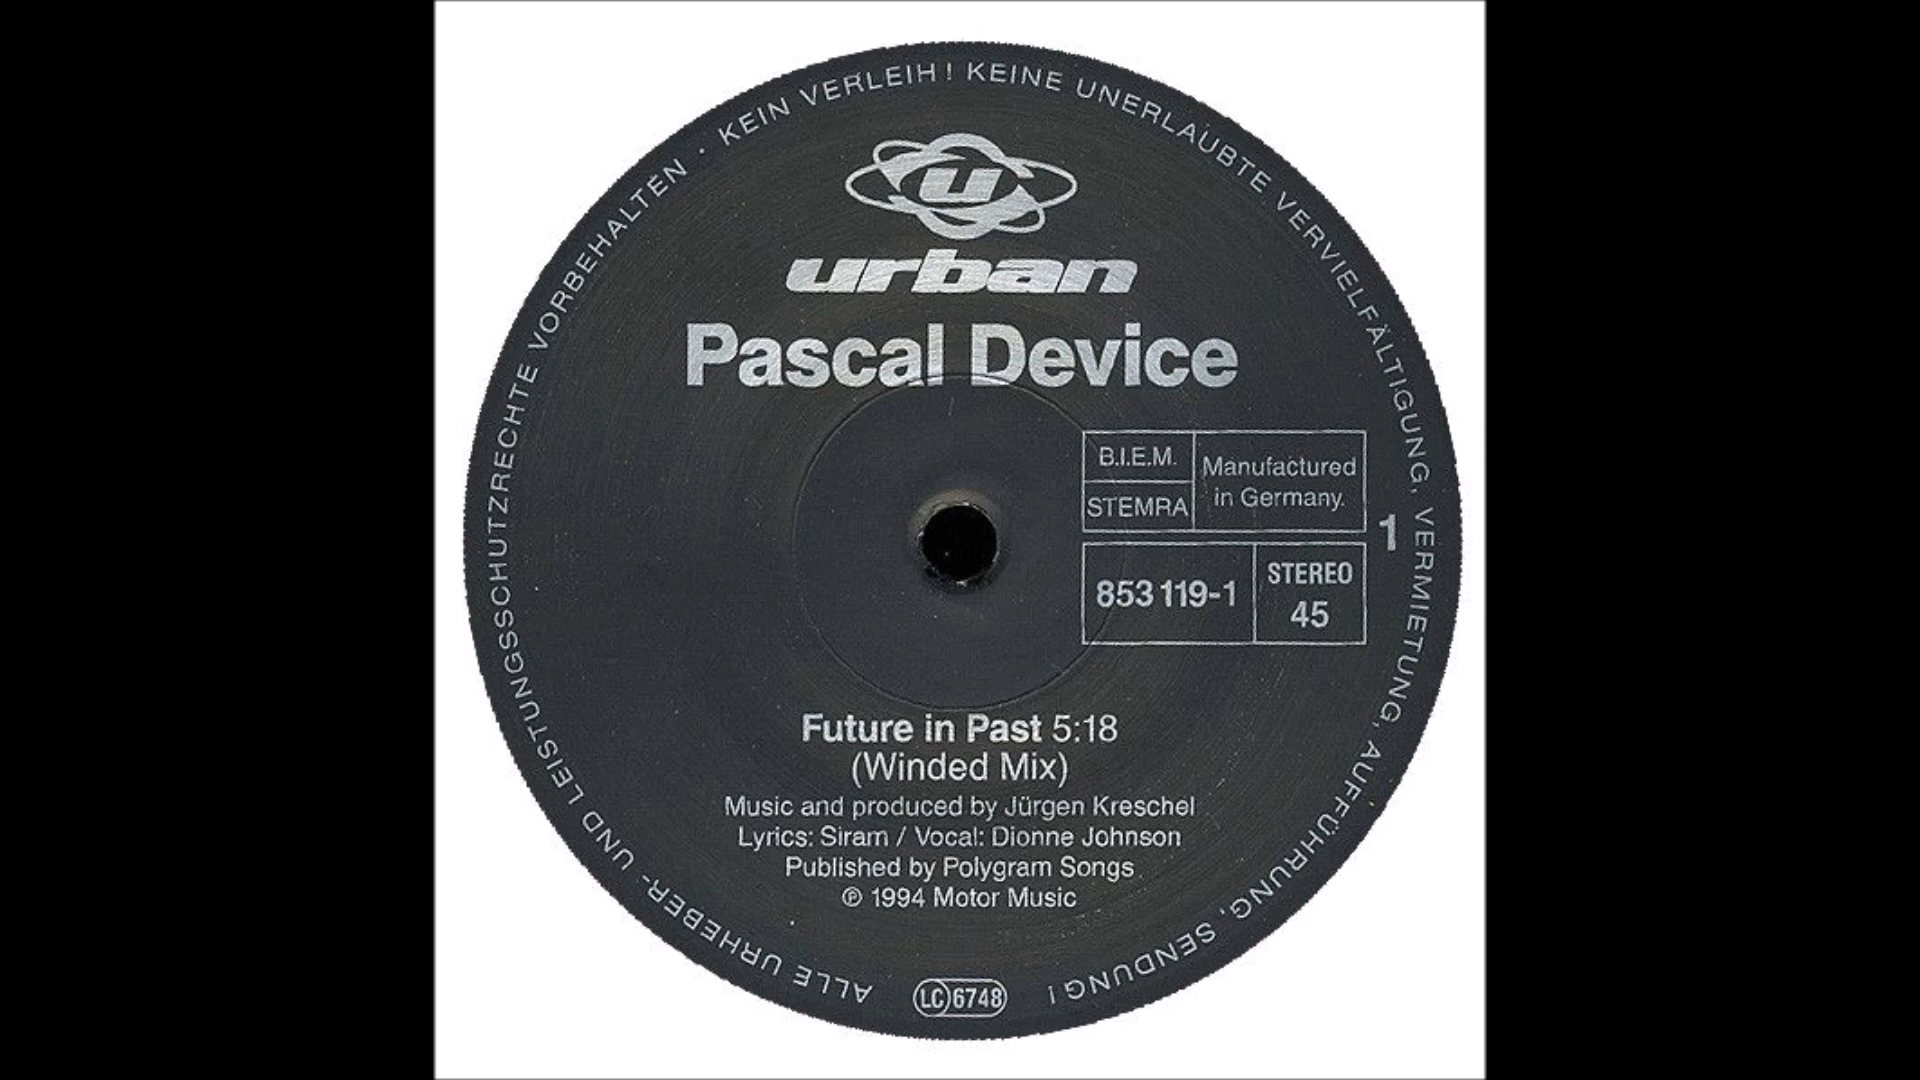 ALLE URHEBER- UND LEISTUNGSSCHUTZRECHTE VORBEHALTEN · KEIN VERLEIH! KEINE UNERLAUBTE VERVIELFÄLTIGUNG, VERMIETUNG, AUFFÜHRUNG, SENDUNG!
u
urban
Pascal Device
B.I.E.M.
STEMRA
Manufactured
in Germany.
1
853 119-1
STEREO
45
Future in Past 5:18
(Winded Mix)
Music and produced by Jürgen Kreschel
Lyrics: Siram / Vocal: Dionne Johnson
Published by Polygram Songs
℗ 1994 Motor Music
LC 6748